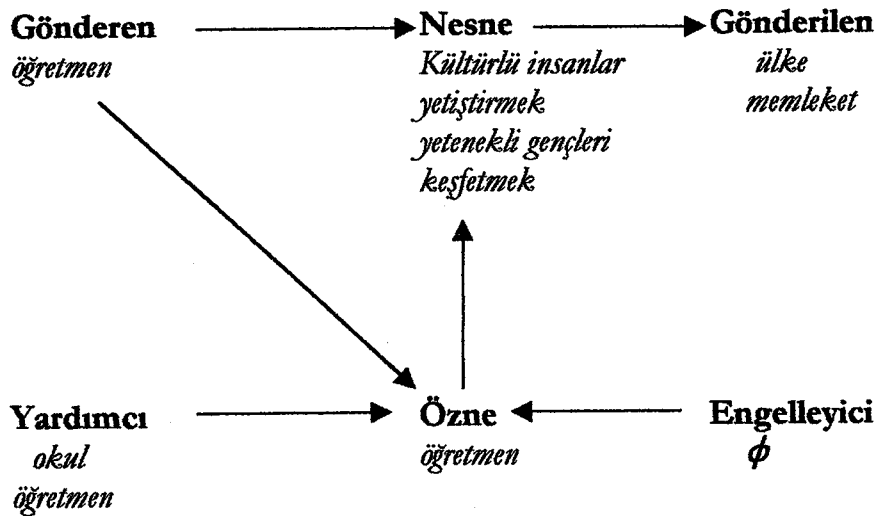 Gönderen
öğretmen
Nesne
Kültürlü insanlar
yetiştirmek
yetenekli gençleri
keşfetmek
Gönderilen
ülke
memleket
Yardımcı
okul
öğretmen
Özne
öğretmen
Engelleyici
ϕ